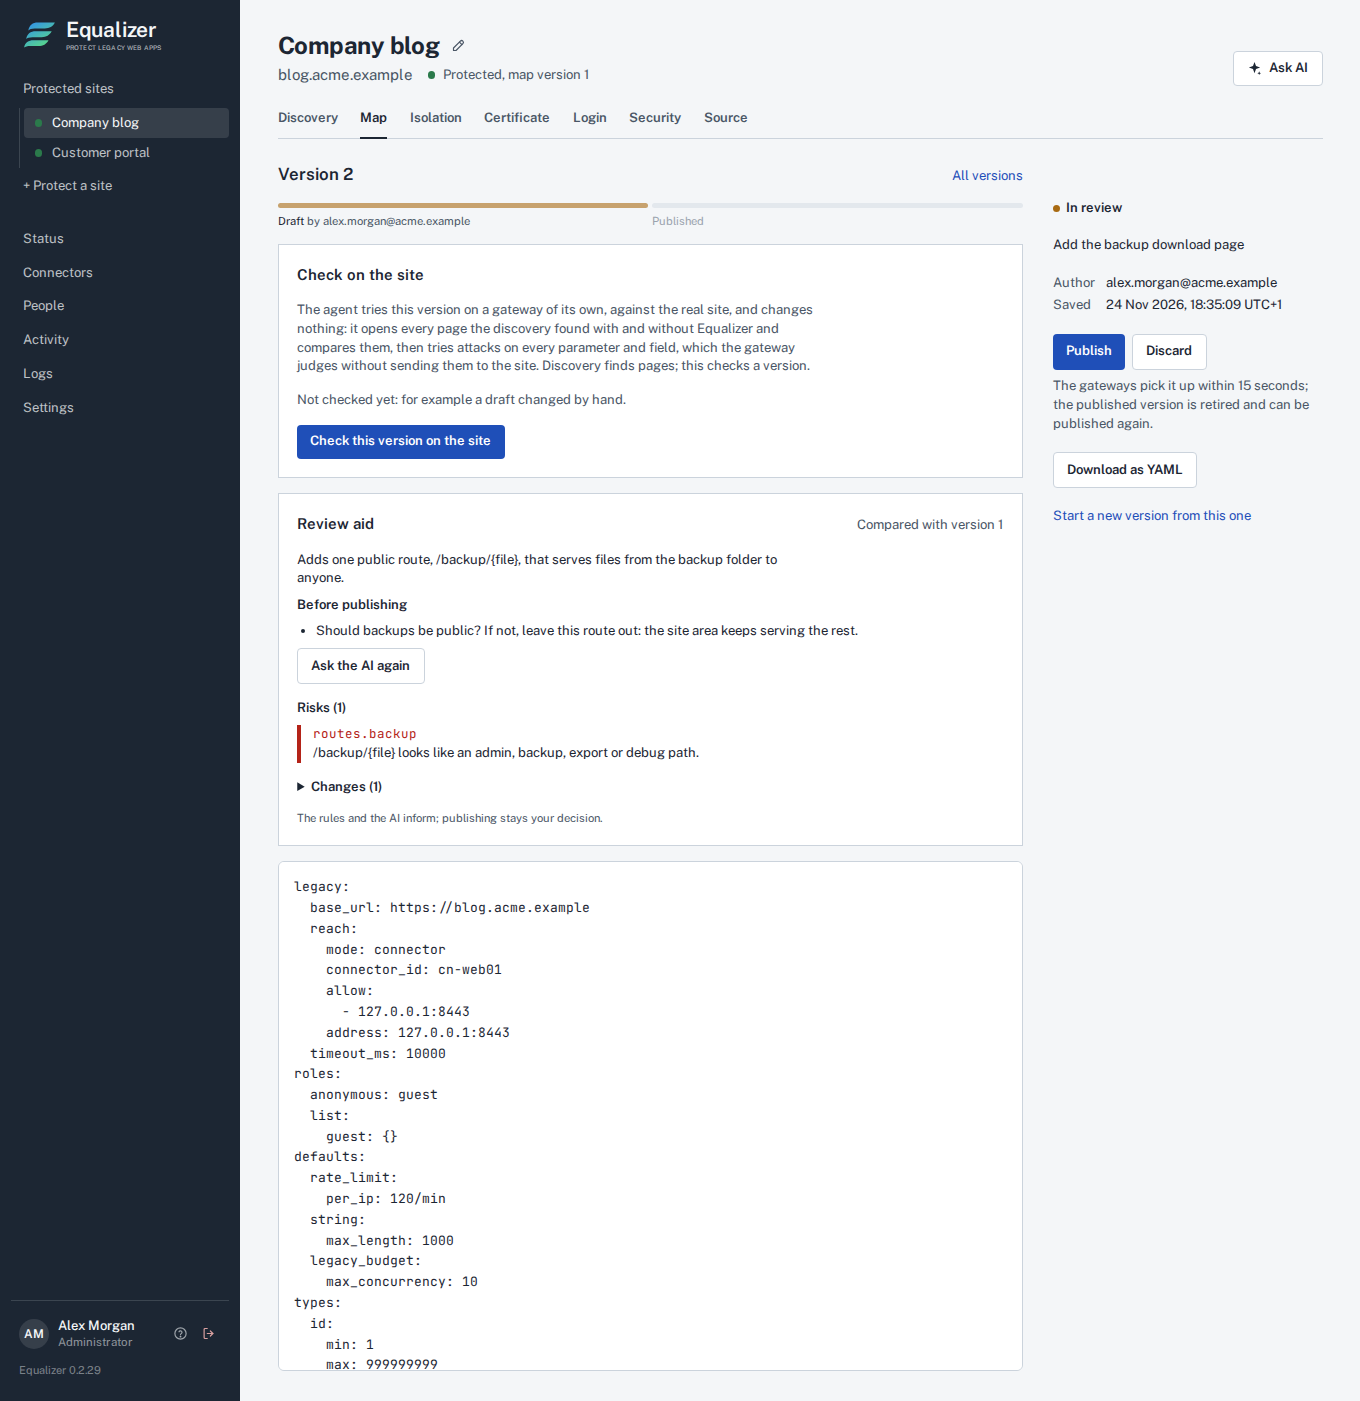 Equalizer
PROTECT LEGACY WEB APPS
Protected sites
Company blog
Customer portal
+ Protect a site
Status
Connectors
People
Activity
Logs
Settings
AM
Alex Morgan
Administrator
Equalizer 0.2.29
Company blog
blog.acme.example
Protected, map version 1
Ask AI
Discovery
Map
Isolation
Certificate
Login
Security
Source
Version 2
All versions
Draft by alex.morgan@acme.example
Published
Check on the site
The agent tries this version on a gateway of its own, against the real site, and changes
nothing: it opens every page the discovery found with and without Equalizer and
compares them, then tries attacks on every parameter and field, which the gateway
judges without sending them to the site. Discovery finds pages; this checks a version.
Not checked yet: for example a draft changed by hand.
Check this version on the site
Review aid
Compared with version 1
Adds one public route, /backup/{file}, that serves files from the backup folder to
anyone.
Before publishing
• Should backups be public? If not, leave this route out: the site area keeps serving the rest.
Ask the AI again
Risks (1)
routes.backup
/backup/{file} looks like an admin, backup, export or debug path.
Changes (1)
The rules and the AI inform; publishing stays your decision.
legacy:
  base_url: https://blog.acme.example
  reach:
    mode: connector
    connector_id: cn-web01
    allow:
      - 127.0.0.1:8443
    address: 127.0.0.1:8443
  timeout_ms: 10000
roles:
  anonymous: guest
  list:
    guest: {}
defaults:
  rate_limit:
    per_ip: 120/min
  string:
    max_length: 1000
  legacy_budget:
    max_concurrency: 10
types:
  id:
    min: 1
    max: 999999999
In review
Add the backup download page
Author alex.morgan@acme.example
Saved 24 Nov 2026, 18:35:09 UTC+1
Publish
Discard
The gateways pick it up within 15 seconds;
the published version is retired and can be
published again.
Download as YAML
Start a new version from this one